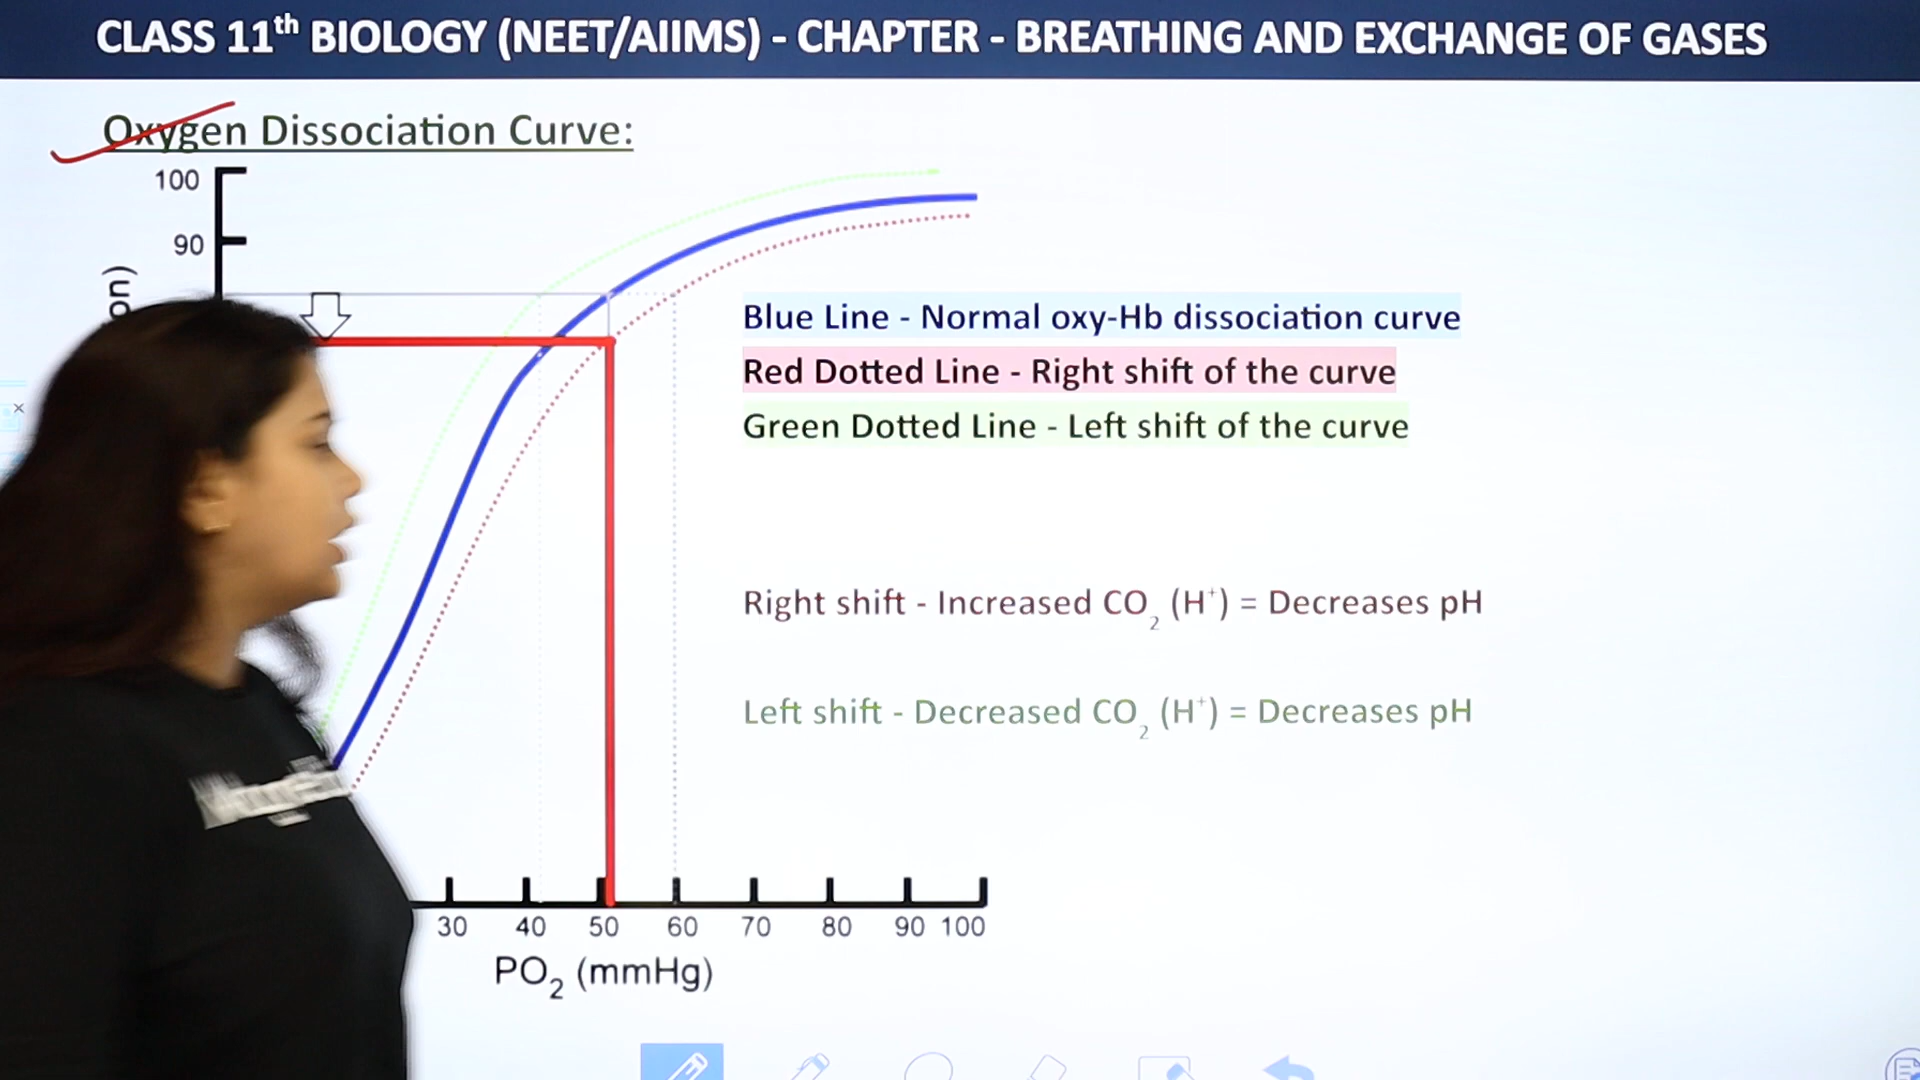 CLASS 11th BIOLOGY (NEET/AIIMS) - CHAPTER - BREATHING AND EXCHANGE OF GASES
Oxygen Dissociation Curve:
100
90
on)
Blue Line - Normal oxy-Hb dissociation curve
Red Dotted Line - Right shift of the curve
Green Dotted Line - Left shift of the curve
Right shift - Increased CO₂ (H⁺) = Decreases pH
Left shift - Decreased CO₂ (H⁺) = Decreases pH
30 40 50 60 70 80 90 100
PO₂ (mmHg)